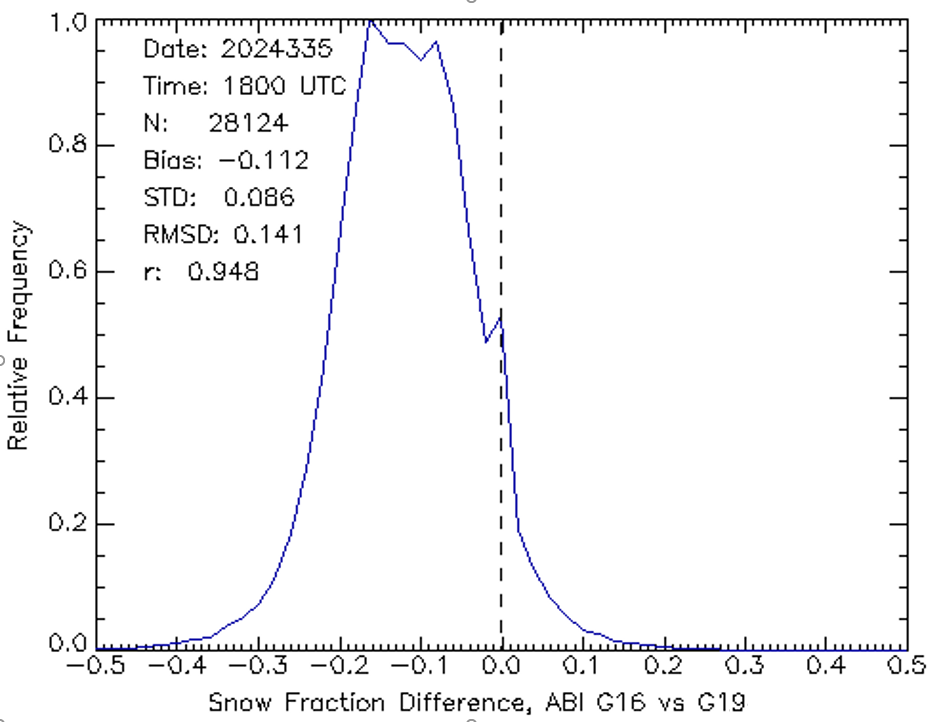 Date: 2024335
Time: 1800 UTC
N: 28124
Bias: -0.112
STD: 0.086
RMSD: 0.141
r: 0.948
1.0
0.8
0.6
0.4
0.2
0.0
Relative Frequency
-0.5 -0.4 -0.3 -0.2 -0.1 0.0 0.1 0.2 0.3 0.4 0.5
Snow Fraction Difference, ABI G16 vs G19